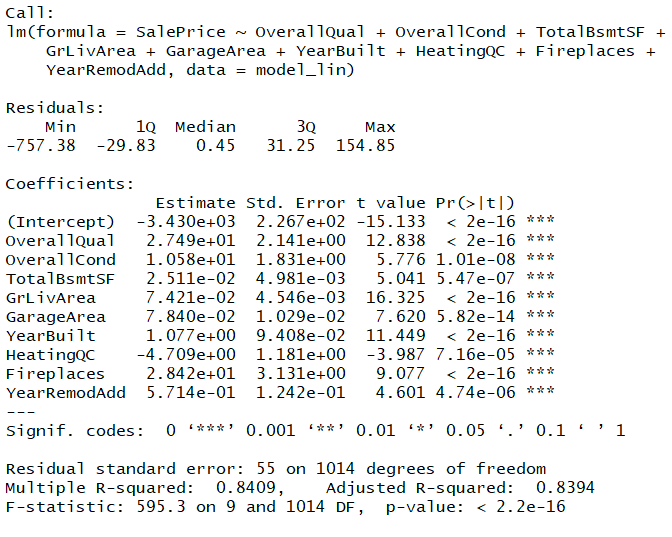 Call:
lm(formula = SalePrice ~ OverallQual + OverallCond + TotalBsmtSF +
    GrLivArea + GarageArea + YearBuilt + HeatingQC + Fireplaces +
    YearRemodAdd, data = model_lin)
Residuals:
    Min      1Q  Median      3Q     Max
-757.38  -29.83    0.45   31.25  154.85
Coefficients:
               Estimate Std. Error t value Pr(>|t|)
(Intercept)  -3.430e+03  2.267e+02 -15.133  < 2e-16 ***
OverallQual   2.749e+01  2.141e+00  12.838  < 2e-16 ***
OverallCond   1.058e+01  1.831e+00   5.776 1.01e-08 ***
TotalBsmtSF   2.511e-02  4.981e-03   5.041 5.47e-07 ***
GrLivArea     7.421e-02  4.546e-03  16.325  < 2e-16 ***
GarageArea    7.840e-02  1.029e-02   7.620 5.82e-14 ***
YearBuilt     1.077e+00  9.408e-02  11.449  < 2e-16 ***
HeatingQC    -4.709e+00  1.181e+00  -3.987 7.16e-05 ***
Fireplaces    2.842e+01  3.131e+00   9.077  < 2e-16 ***
YearRemodAdd  5.714e-01  1.242e-01   4.601 4.74e-06 ***
---
Signif. codes:  0 ‘***’ 0.001 ‘**’ 0.01 ‘*’ 0.05 ‘.’ 0.1 ‘ ’ 1
Residual standard error: 55 on 1014 degrees of freedom
Multiple R-squared:  0.8409,    Adjusted R-squared:  0.8394
F-statistic: 595.3 on 9 and 1014 DF,  p-value: < 2.2e-16